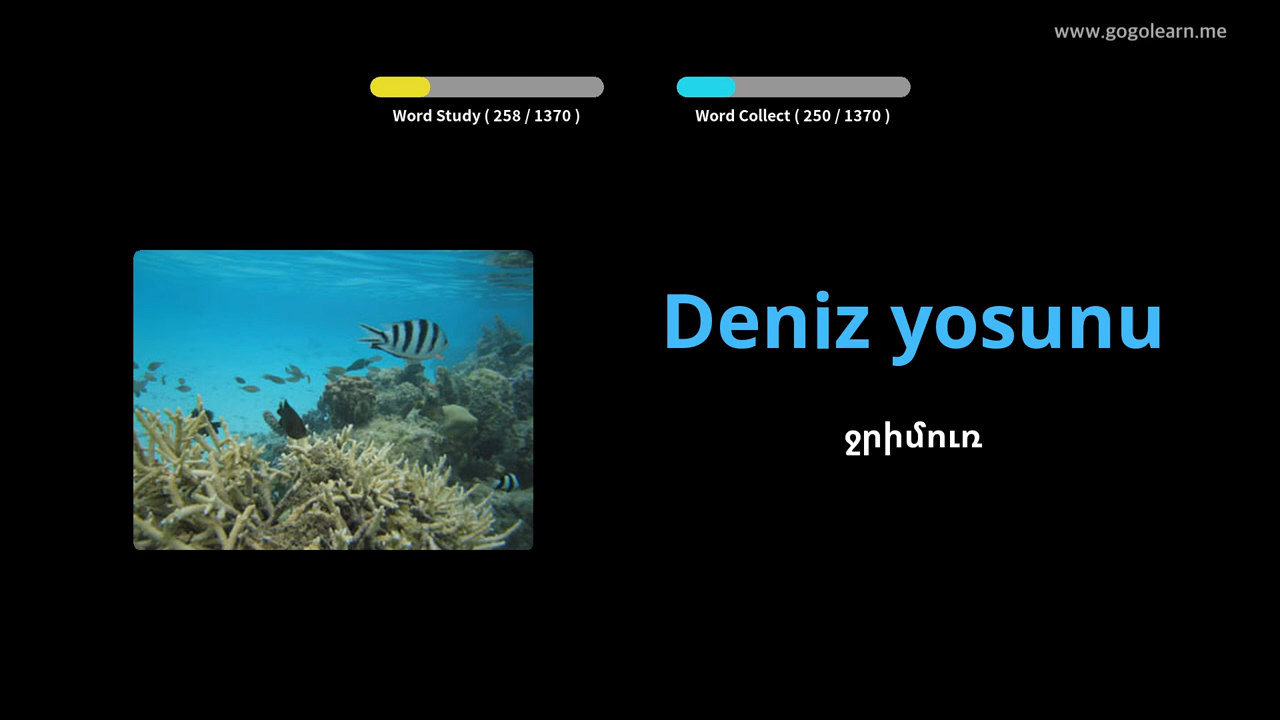 www.gogolearn.me
Word Study ( 258 / 1370 )
Word Collect ( 250 / 1370 )
Deniz yosunu
ջրիմուռ